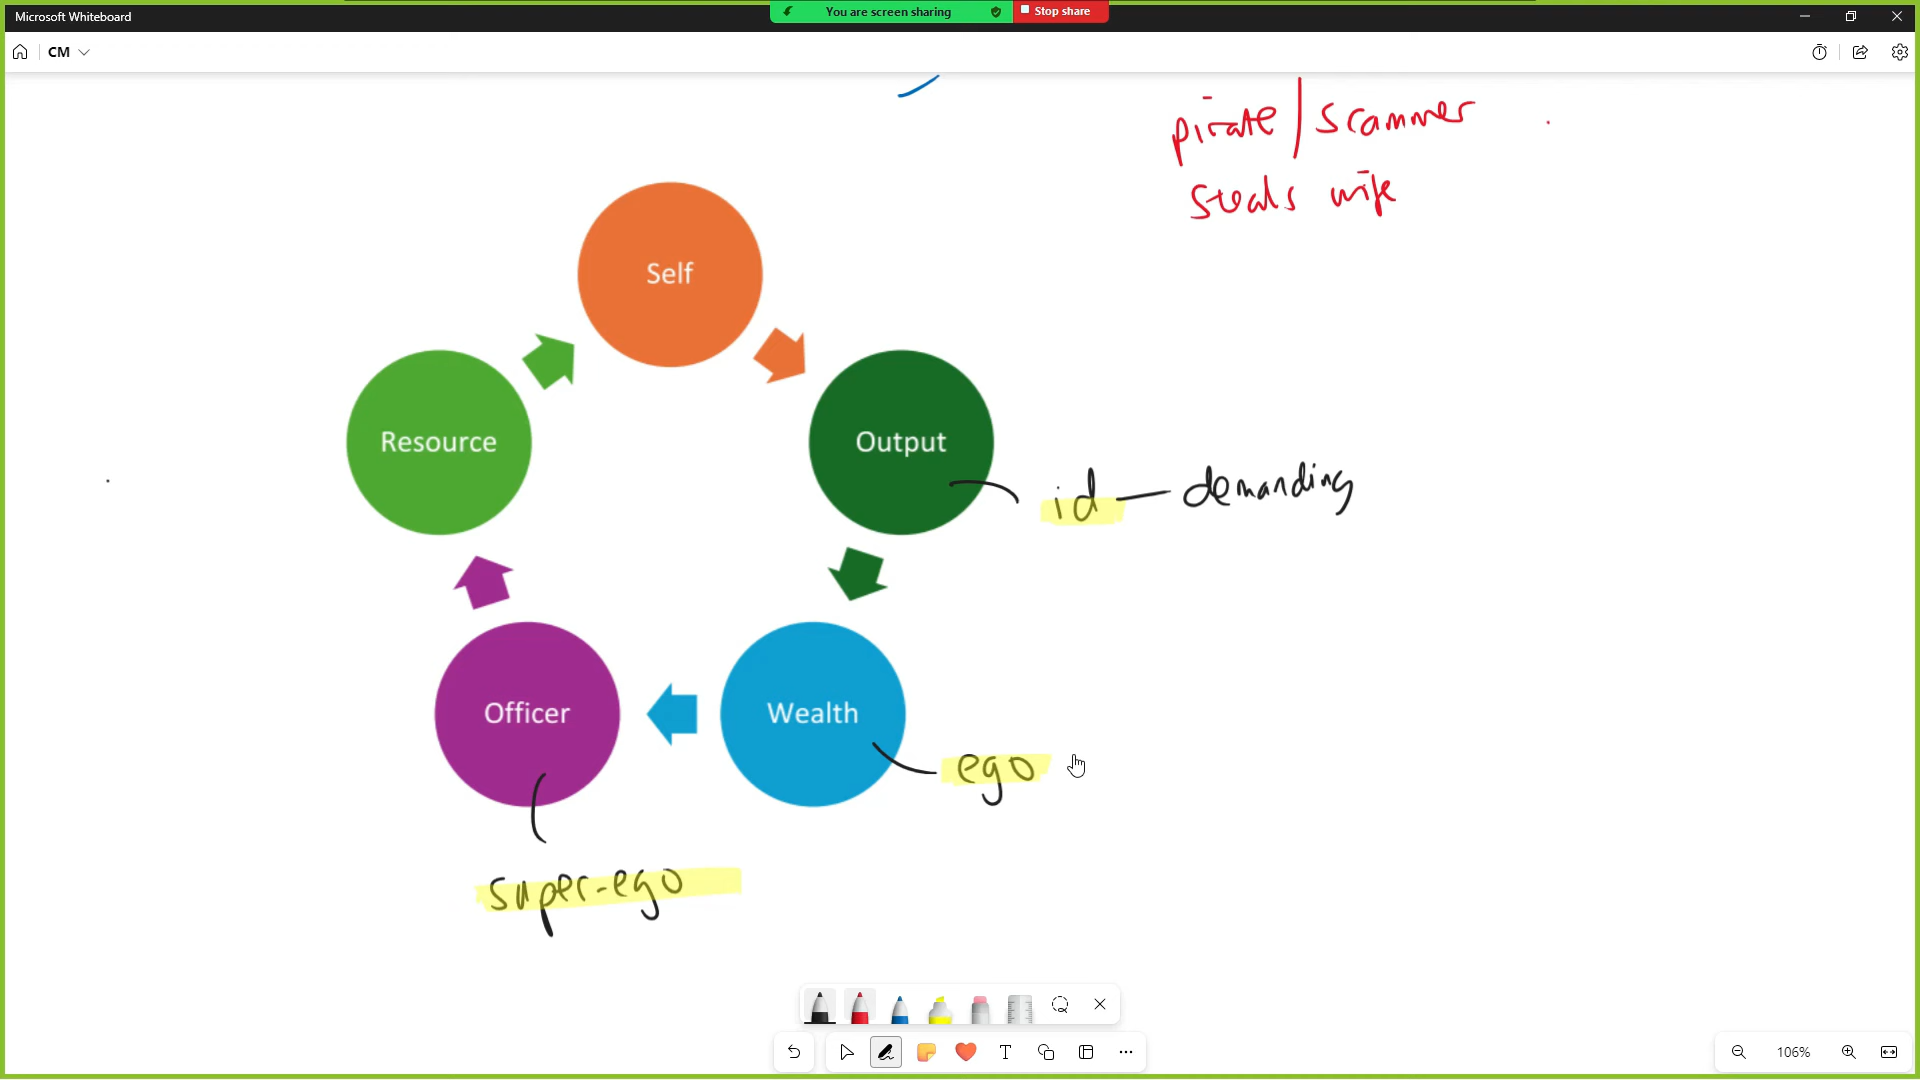 Microsoft Whiteboard
You are screen sharing
Stop share
CM
pirate | scammer
steals wife
Self
Resource
Output
id — demanding
Officer
Wealth
ego
super-ego
T
106%